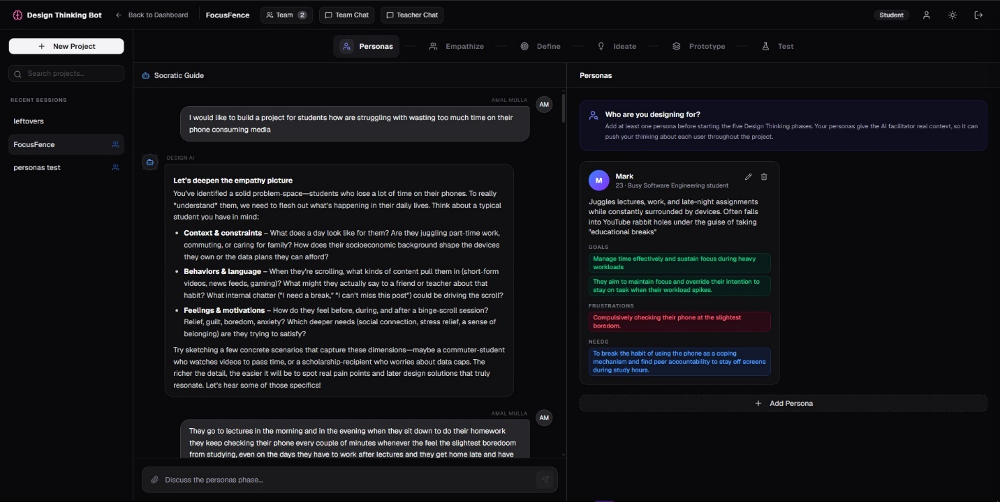 Design Thinking Bot
Back to Dashboard
FocusFence
Team 2
Team Chat
Teacher Chat
Student
New Project
Search projects...
RECENT SESSIONS
leftovers
FocusFence
personas test
Personas
Empathize
Define
Ideate
Prototype
Test
Socratic Guide
AMAL MULLA
AM
I would like to build a project for students how are struggling with wasting too much time on their
phone consuming media
DESIGN AI
Let's deepen the empathy picture
You've identified a solid problem-space—students who lose a lot of time on their phones. To really
*understand* them, we need to flesh out what's happening in their daily lives. Think about a typical
student you have in mind:
• Context & constraints – What does a day look like for them? Are they juggling part-time work,
commuting, or caring for family? How does their socioeconomic background shape the devices
they own or the data plans they can afford?
• Behaviors & language – When they're scrolling, what kinds of content pull them in (short-form
videos, news feeds, gaming)? What might they actually say to a friend or teacher about that
habit? What internal chatter ("I need a break," "I can't miss this post") could be driving the scroll?
• Feelings & motivations – How do they feel before, during, and after a binge-scroll session?
Relief, guilt, boredom, anxiety? Which deeper needs (social connection, stress relief, a sense of
belonging) are they trying to satisfy?
Try sketching a few concrete scenarios that capture these dimensions—maybe a commuter-student
who watches videos to pass time, or a scholarship-recipient who worries about data caps. The
richer the detail, the easier it will be to spot real pain points and later design solutions that truly
resonate. Let's hear some of those specifics!
AMAL MULLA
AM
They go to lectures in the morning and in the evening when they sit down to do their homework
they keep checking their phone every couple of minutes whenever the feel the slightest boredoom
from studying, even on the days they have to work after lectures and they get home late and have
Discuss the personas phase...
Personas
Who are you designing for?
Add at least one persona before starting the five Design Thinking phases. Your personas give the AI facilitator real context, so it can
push your thinking about each user throughout the project.
M
Mark
23 · Busy Software Engineering student
Juggles lectures, work, and late-night assignments
while constantly surrounded by devices. Often falls
into YouTube rabbit holes under the guise of taking
"educational breaks"
GOALS
Manage time effectively and sustain focus during heavy
workloads
They aim to maintain focus and override their intention to
stay on task when their workload spikes.
FRUSTRATIONS
Compulsively checking their phone at the slightest
boredom.
NEEDS
To break the habit of using the phone as a coping
mechanism and find peer accountability to stay off screens
during study hours.
Add Persona